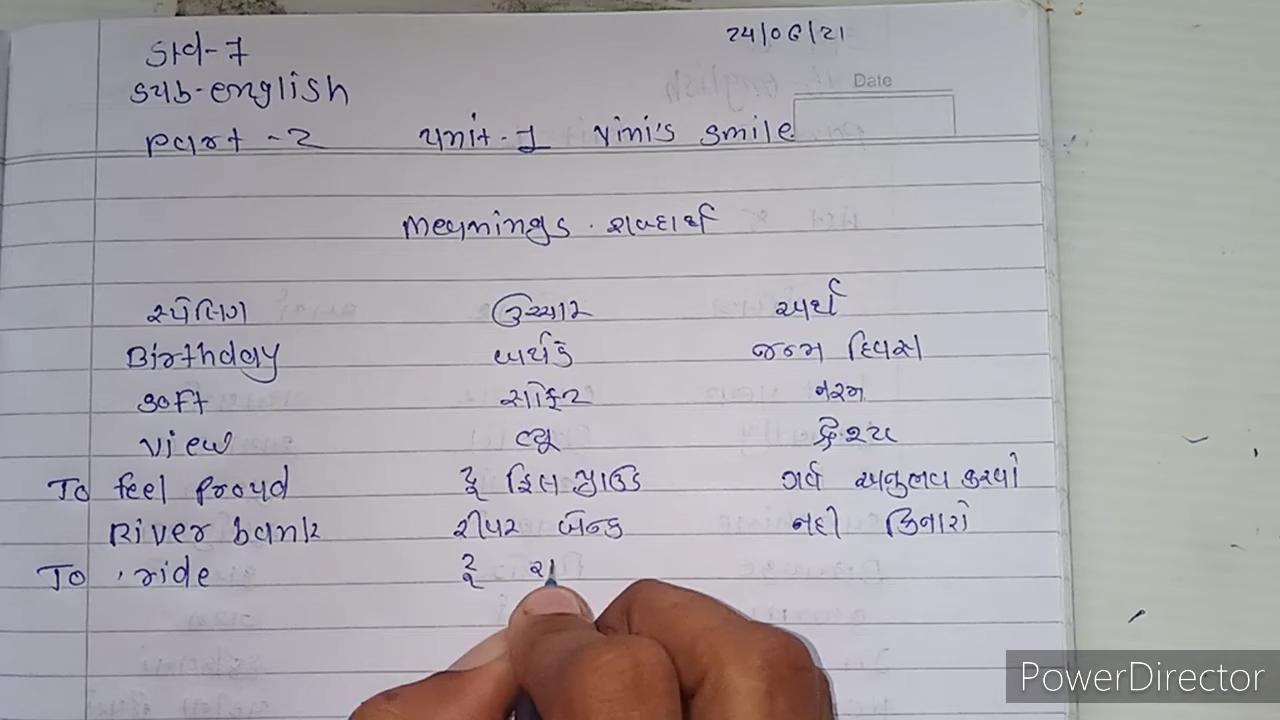 Std-7 24/06/21
Sub-english
Date
Part-2 unit-1 vini's smile
Meanings. શબ્દાર્થ
સ્પેલિંગ ઉચ્ચાર અર્થ
Birthday બર્થડે જન્મ દિવસ
soft સોફ્ટ નરમ
view વ્યૂ દ્રશ્ય
To feel proud ટૂ ફિલ પ્રાઉડ ગર્વ અનુભવ કરવો
River bank રીવર બેન્ક નદી કિનારો
To ride ટૂ રા
PowerDirector